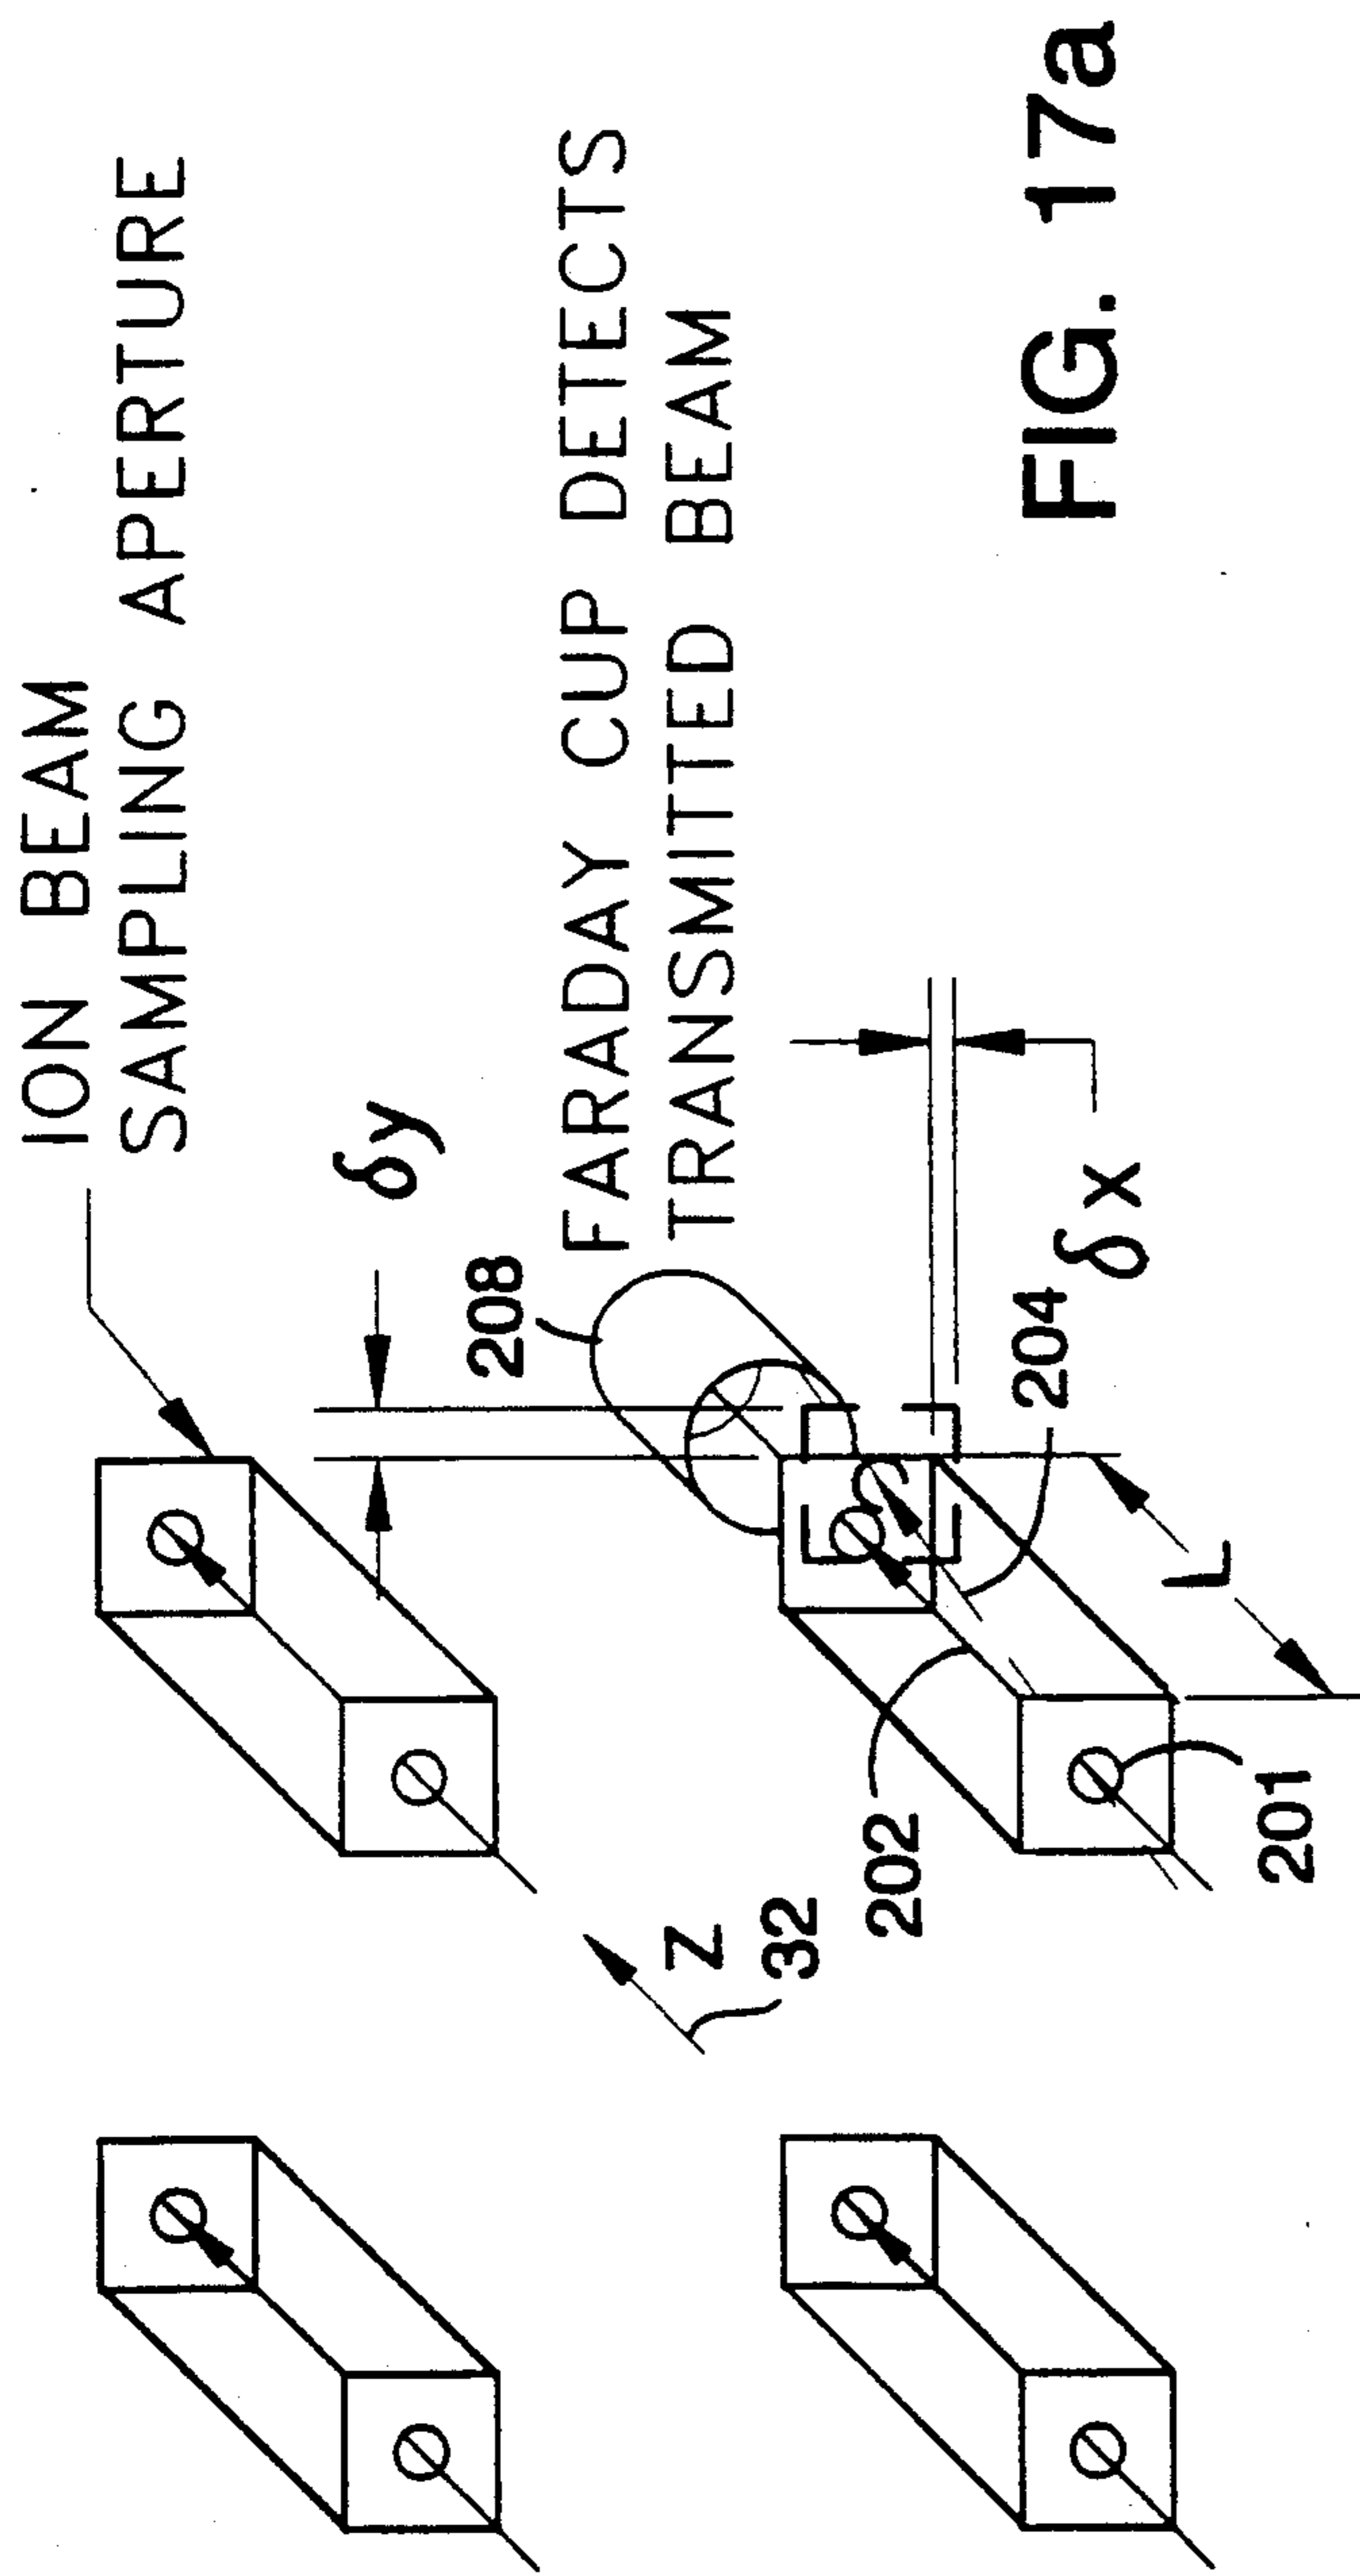 ION BEAM
SAMPLING APERTURE
δy
208
FARADAY CUP DETECTS
TRANSMITTED BEAM
204
δx
L
Z
32
202
201
FIG. 17a